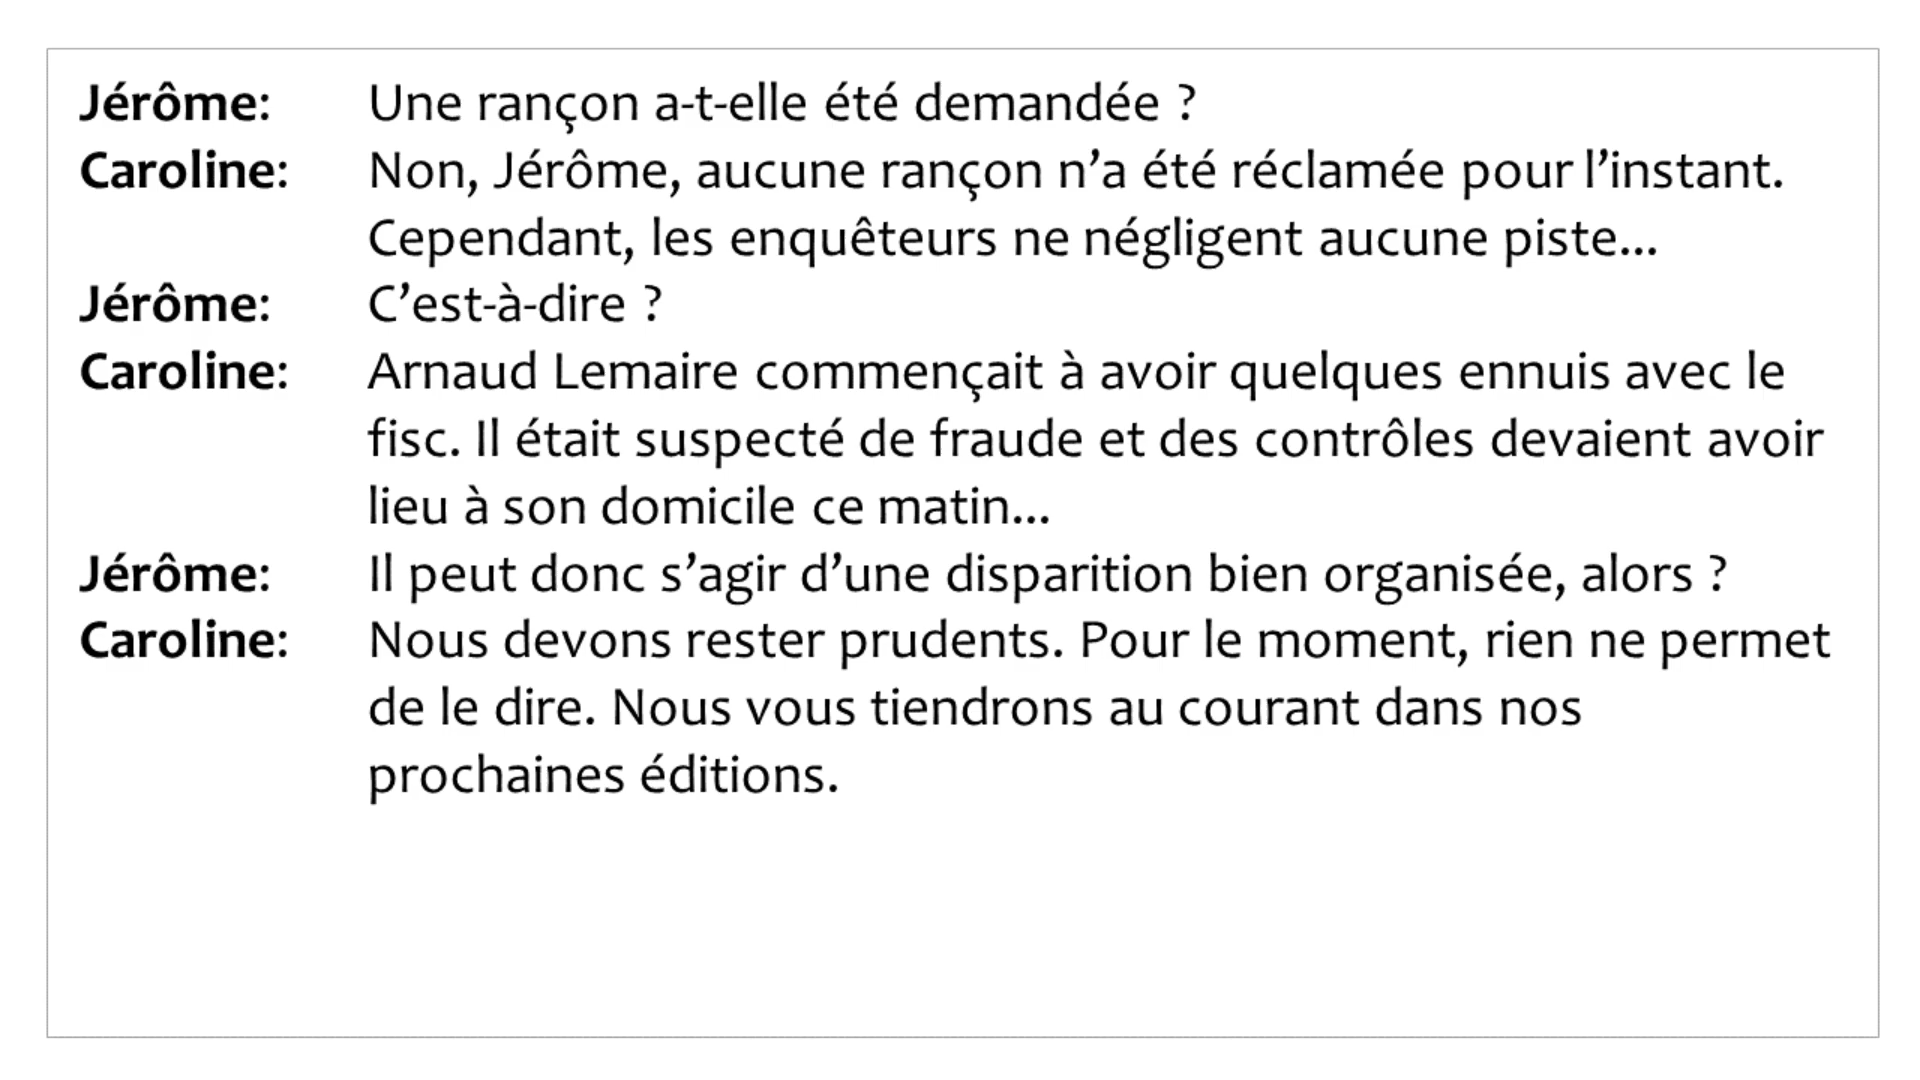 Jérôme: Une rançon a-t-elle été demandée ?
Caroline: Non, Jérôme, aucune rançon n’a été réclamée pour l’instant.
Cependant, les enquêteurs ne négligent aucune piste...
Jérôme: C’est-à-dire ?
Caroline: Arnaud Lemaire commençait à avoir quelques ennuis avec le
fisc. Il était suspecté de fraude et des contrôles devaient avoir
lieu à son domicile ce matin...
Jérôme: Il peut donc s’agir d’une disparition bien organisée, alors ?
Caroline: Nous devons rester prudents. Pour le moment, rien ne permet
de le dire. Nous vous tiendrons au courant dans nos
prochaines éditions.